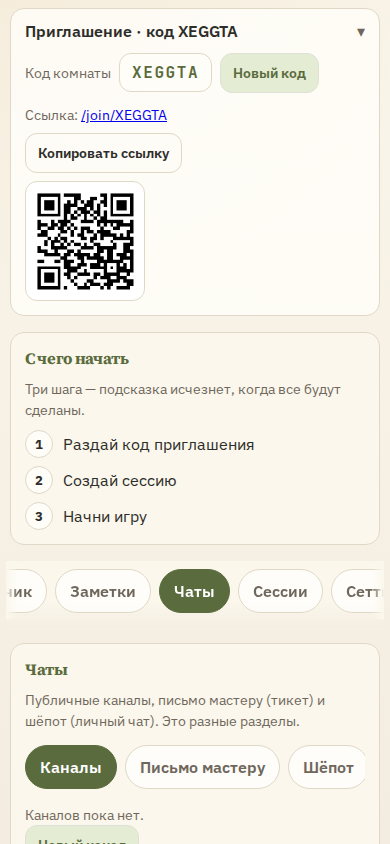 Приглашение · код XEGGTA ▼
Код комнаты XEGGTA Новый код
Ссылка: /join/XEGGTA
Копировать ссылку
С чего начать
Три шага — подсказка исчезнет, когда все будут
сделаны.
1 Раздай код приглашения
2 Создай сессию
3 Начни игру
Заметки Чаты Сессии
Чаты
Публичные каналы, письмо мастеру (тикет) и
шёпот (личный чат). Это разные разделы.
Каналы Письмо мастеру Шёпот
Каналов пока нет.
Новый канал